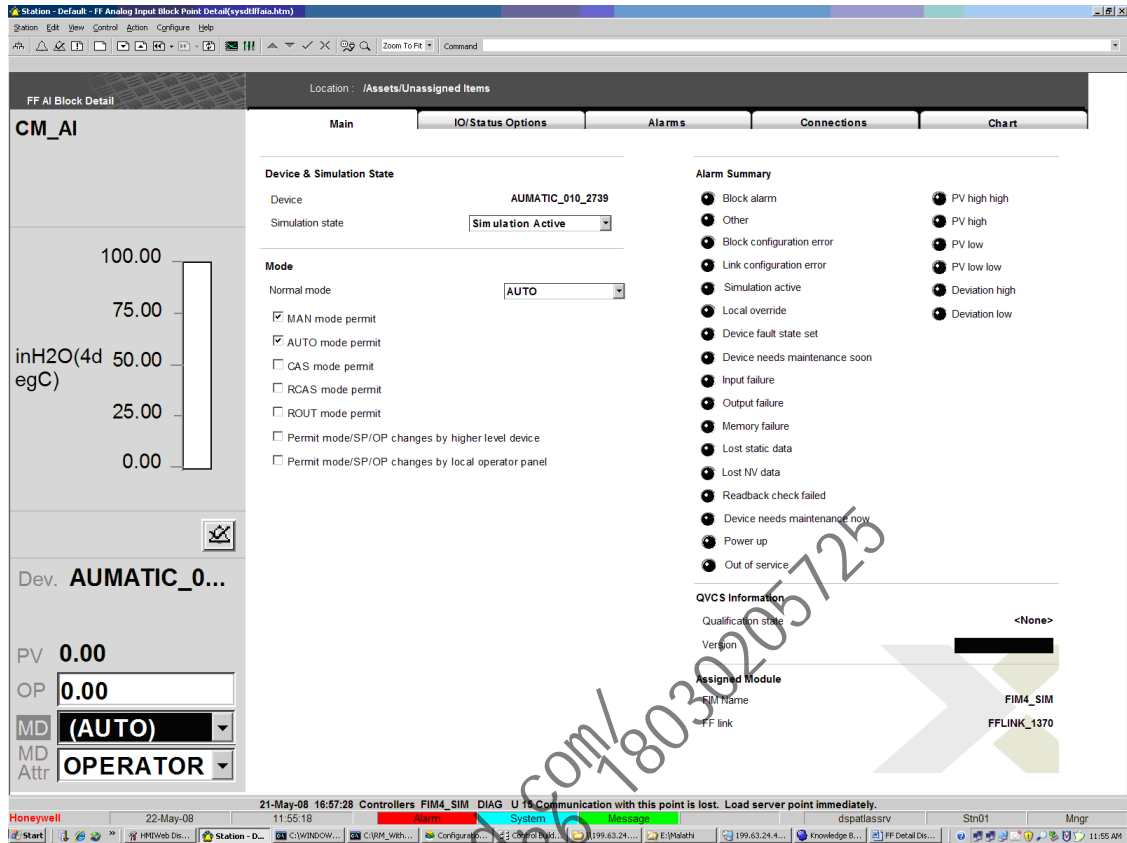 Station - Default - FF Analog Input Block Point Detail(sysdtlffaia.htm)
Station Edit View Control Action Configure Help
Zoom To Fit Command
FF AI Block Detail
Location : /Assets/Unassigned Items
CM_AI
Main IO/Status Options Alarms Connections Chart
Device & Simulation State
Device AUMATIC_010_2739
Simulation state Simulation Active
Mode
Normal mode AUTO
MAN mode permit
AUTO mode permit
CAS mode permit
RCAS mode permit
ROUT mode permit
Permit mode/SP/OP changes by higher level device
Permit mode/SP/OP changes by local operator panel
Alarm Summary
Block alarm
Other
Block configuration error
Link configuration error
Simulation active
Local override
Device fault state set
Device needs maintenance soon
Input failure
Output failure
Memory failure
Lost static data
Lost NV data
Readback check failed
Device needs maintenance now
Power up
Out of service
PV high high
PV high
PV low
PV low low
Deviation high
Deviation low
QVCS Information
Qualification state <None>
Version
Assigned Module
FIM Name FIM4_SIM
FF link FFLINK_1370
100.00
75.00
inH2O(4d
egC)
50.00
25.00
0.00
Dev. AUMATIC_0...
PV 0.00
OP 0.00
MD (AUTO)
MD
Attr OPERATOR
21-May-08 16:57:28 Controllers FIM4_SIM DIAG U 15 Communication with this point is lost. Load server point immediately.
Honeywell 22-May-08 11:55:18 Alarm System Message dspatlassrv Stn01 Mngr
Start HMIWeb Dis... Station - D... C:\WINDOW... C:\RM_With... Configuratio... Control Build... \\199.63.24.... E:\Malathi 199.63.24.4... Knowledge B... FF Detail Dis... 11:55 AM
.com/
18030205725